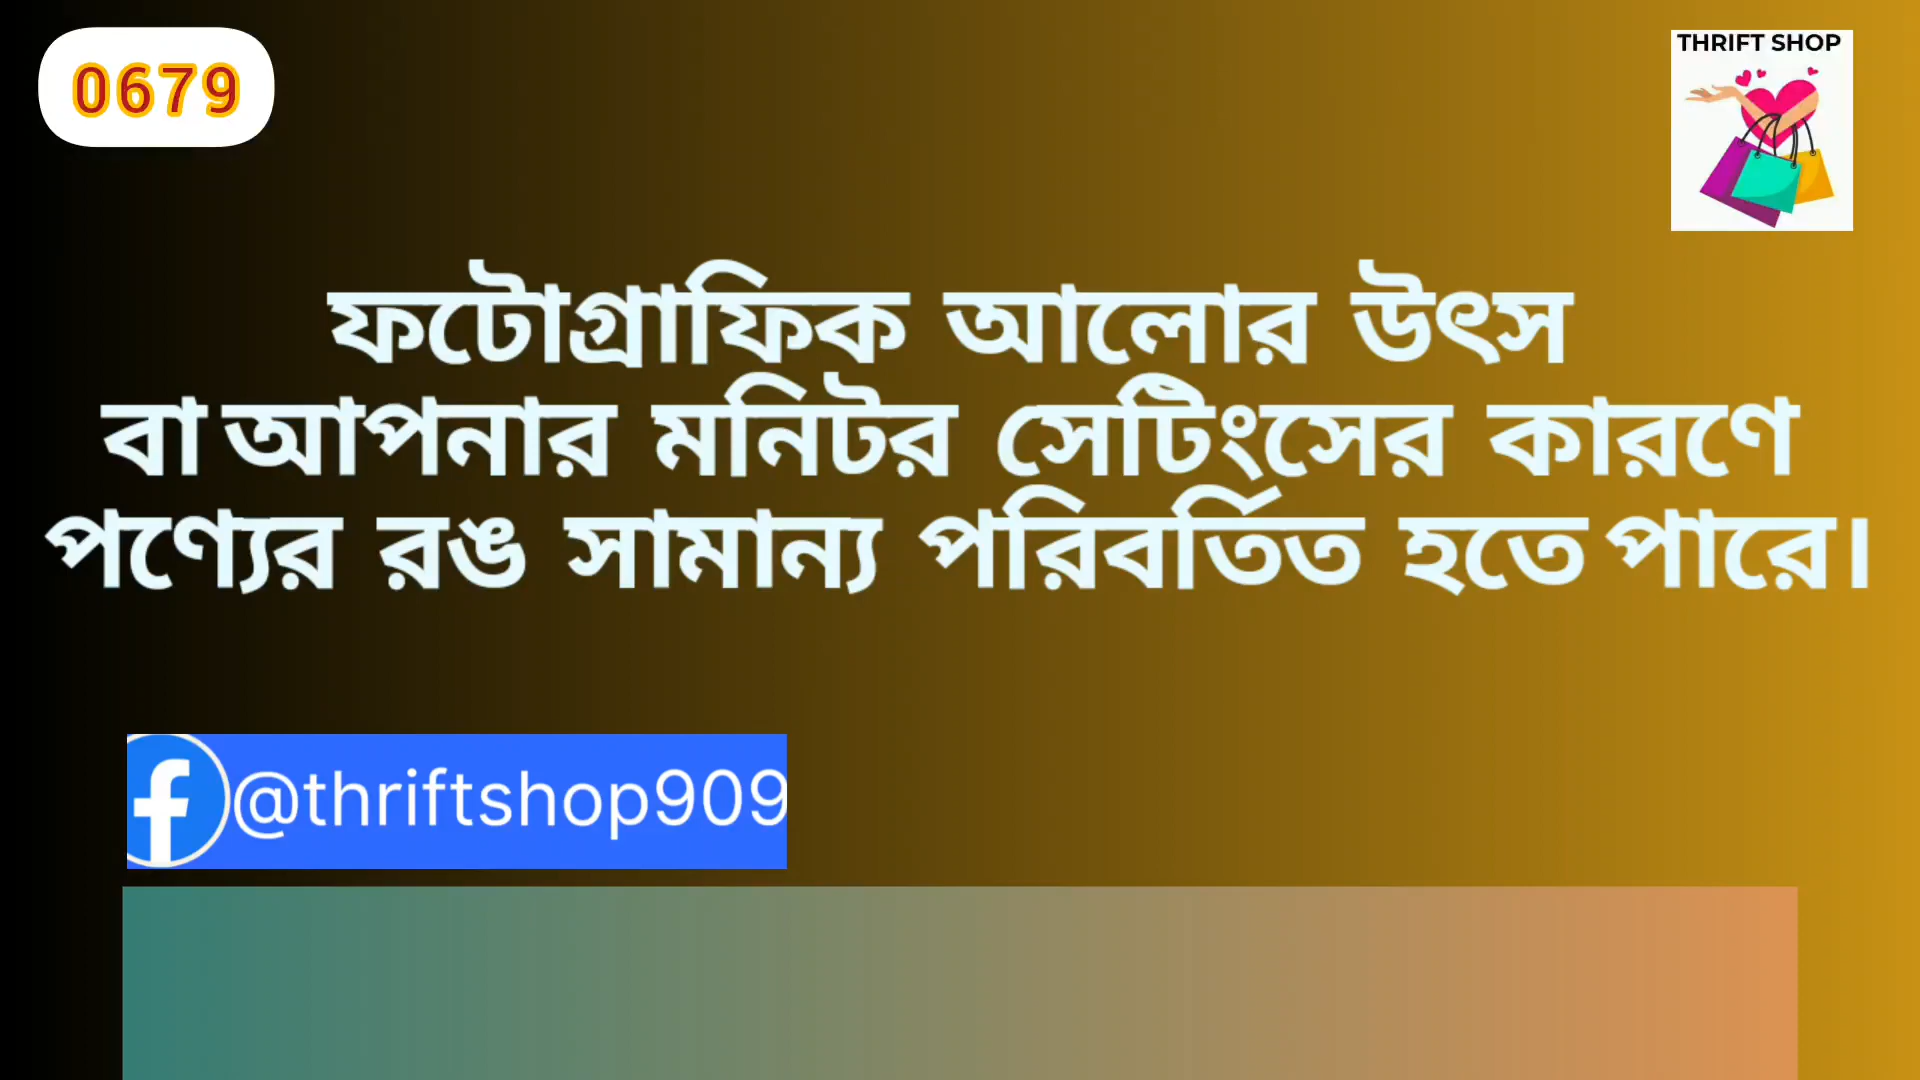 0679
THRIFT SHOP
ফটোগ্রাফিক আলোর উৎস
বা আপনার মনিটর সেটিংসের কারণে
পণ্যের রঙ সামান্য পরিবর্তিত হতে পারে।
@thriftshop909